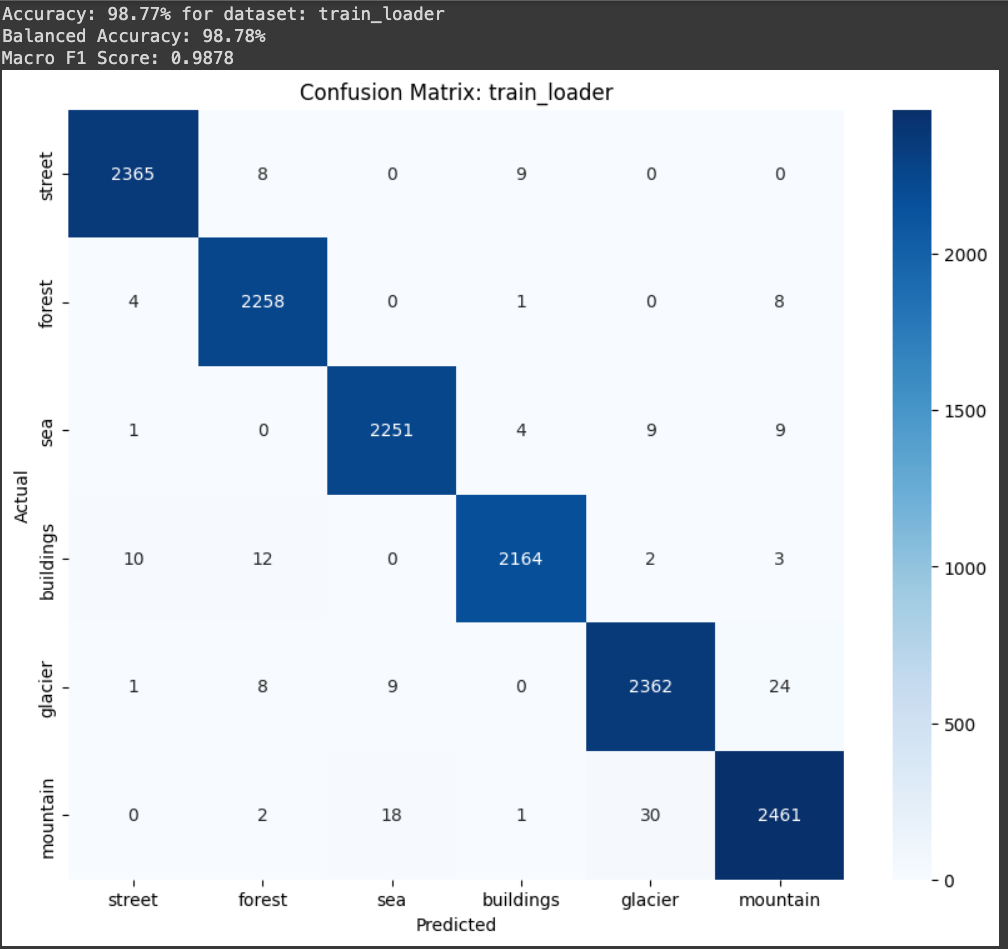 Accuracy: 98.77% for dataset: train_loader
Balanced Accuracy: 98.78%
Macro F1 Score: 0.9878
Confusion Matrix: train_loader
street 2365 8 0 9 0 0
forest 4 2258 0 1 0 8
sea 1 0 2251 4 9 9
buildings 10 12 0 2164 2 3
glacier 1 8 9 0 2362 24
mountain 0 2 18 1 30 2461
Actual
street forest sea buildings glacier mountain
Predicted
2000
1500
1000
500
0